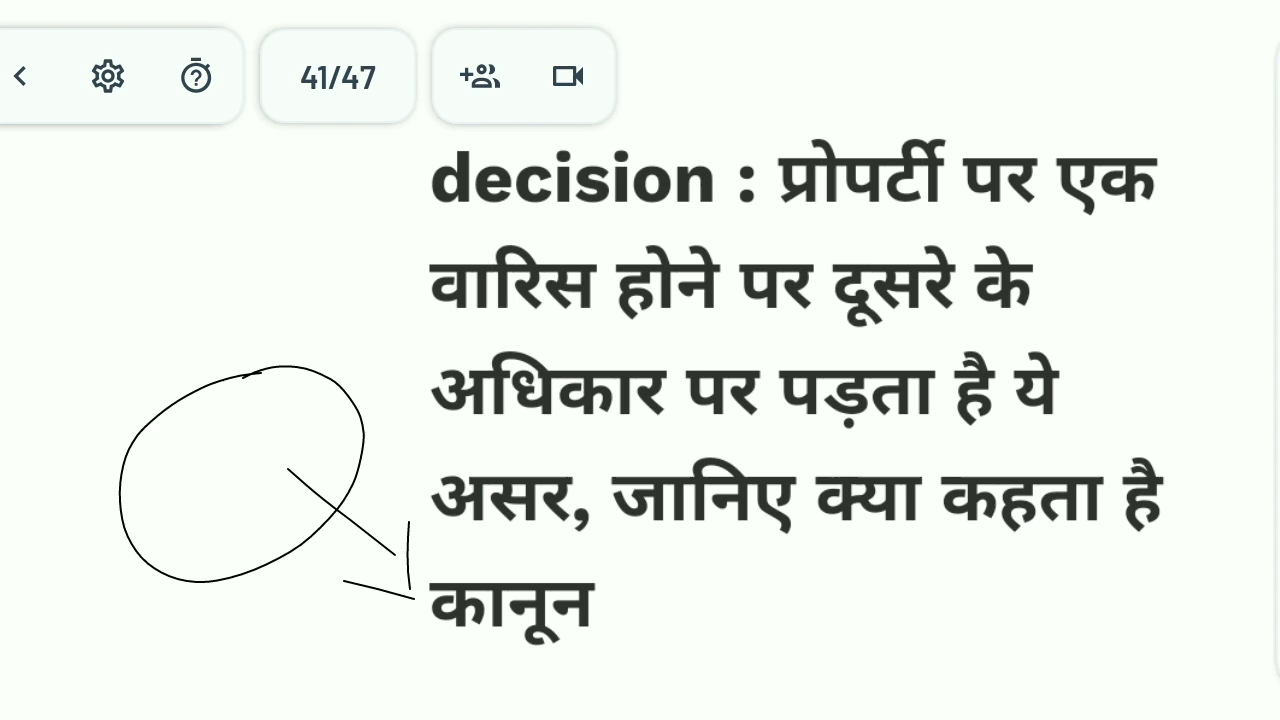 41/47
decision : प्रोपर्टी पर एक
वारिस होने पर दूसरे के
अधिकार पर पड़ता है ये
असर, जानिए क्या कहता है
कानून